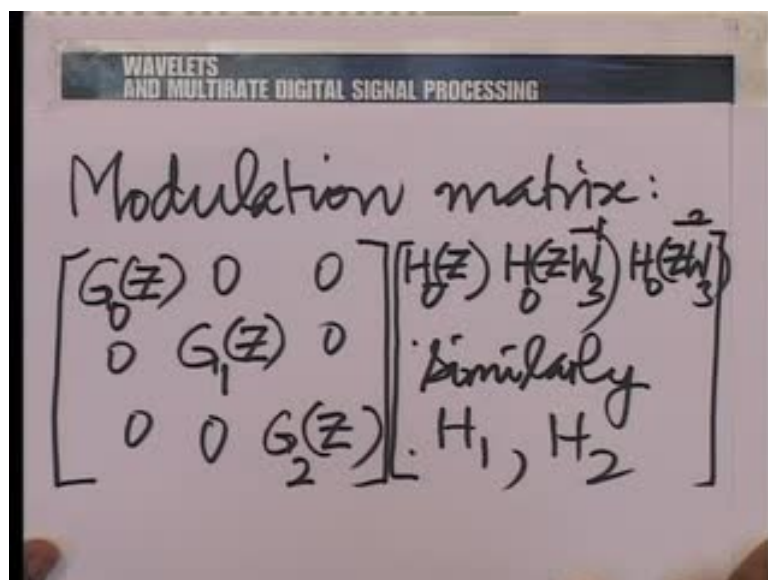 WAVELETS
AND MULTIRATE DIGITAL SIGNAL PROCESSING
Modulation matrix:
[G₀(Z) 0 0] [H₀(Z) H₀(ZW₃⁻¹) H₀(ZW₃⁻²)]
[0 G₁(Z) 0] [Similarly]
[0 0 G₂(Z)] [H₁, H₂]